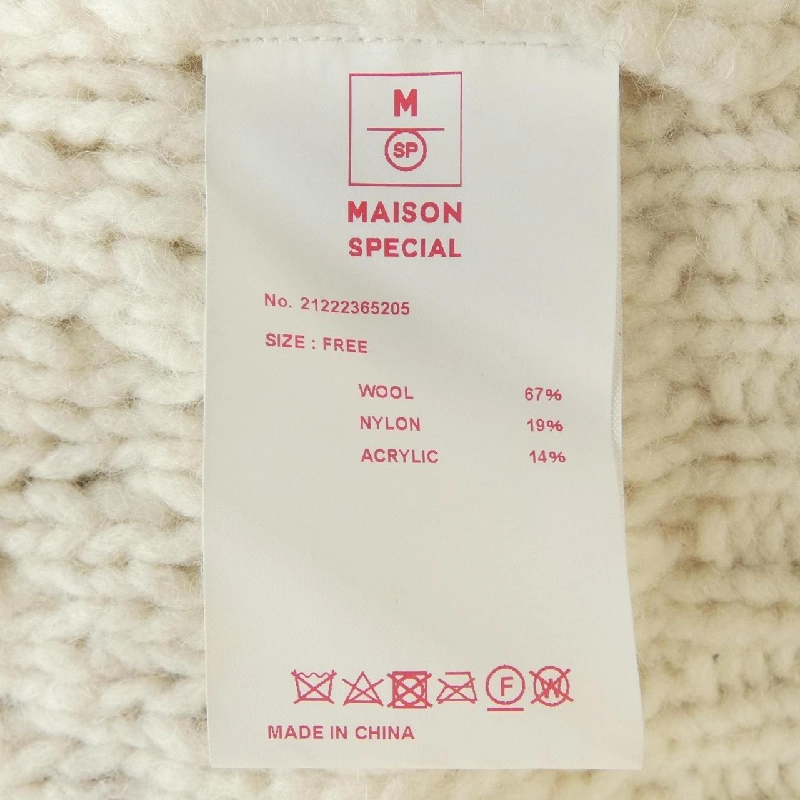 M
SP
MAISON
SPECIAL
No. 21222365205
SIZE : FREE
WOOL 67%
NYLON 19%
ACRYLIC 14%
F W
MADE IN CHINA